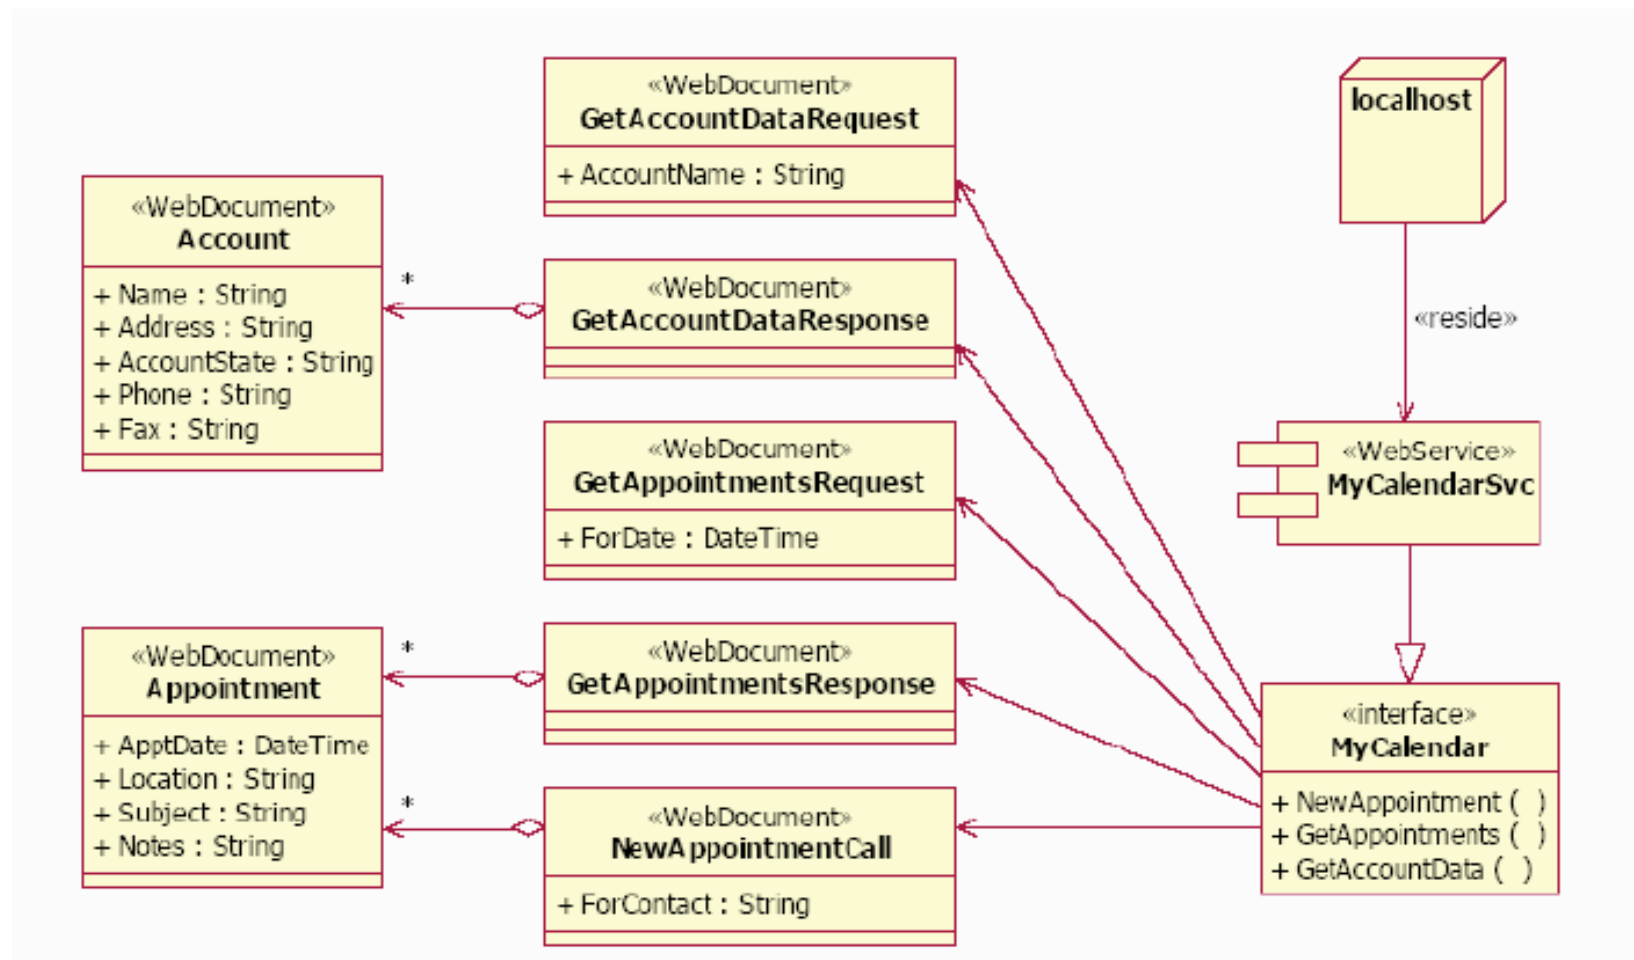 «WebDocument»
GetAccountDataRequest
+ AccountName : String
localhost
«WebDocument»
Account
+ Name : String
+ Address : String
+ AccountState : String
+ Phone : String
+ Fax : String
*
«WebDocument»
GetAccountDataResponse
«reside»
«WebDocument»
GetAppointmentsRequest
+ ForDate : DateTime
«WebService»
MyCalendarSvc
«WebDocument»
Appointment
+ ApptDate : DateTime
+ Location : String
+ Subject : String
+ Notes : String
*
«WebDocument»
GetAppointmentsResponse
*
«WebDocument»
NewAppointmentCall
+ ForContact : String
«interface»
MyCalendar
+ NewAppointment ( )
+ GetAppointments ( )
+ GetAccountData ( )